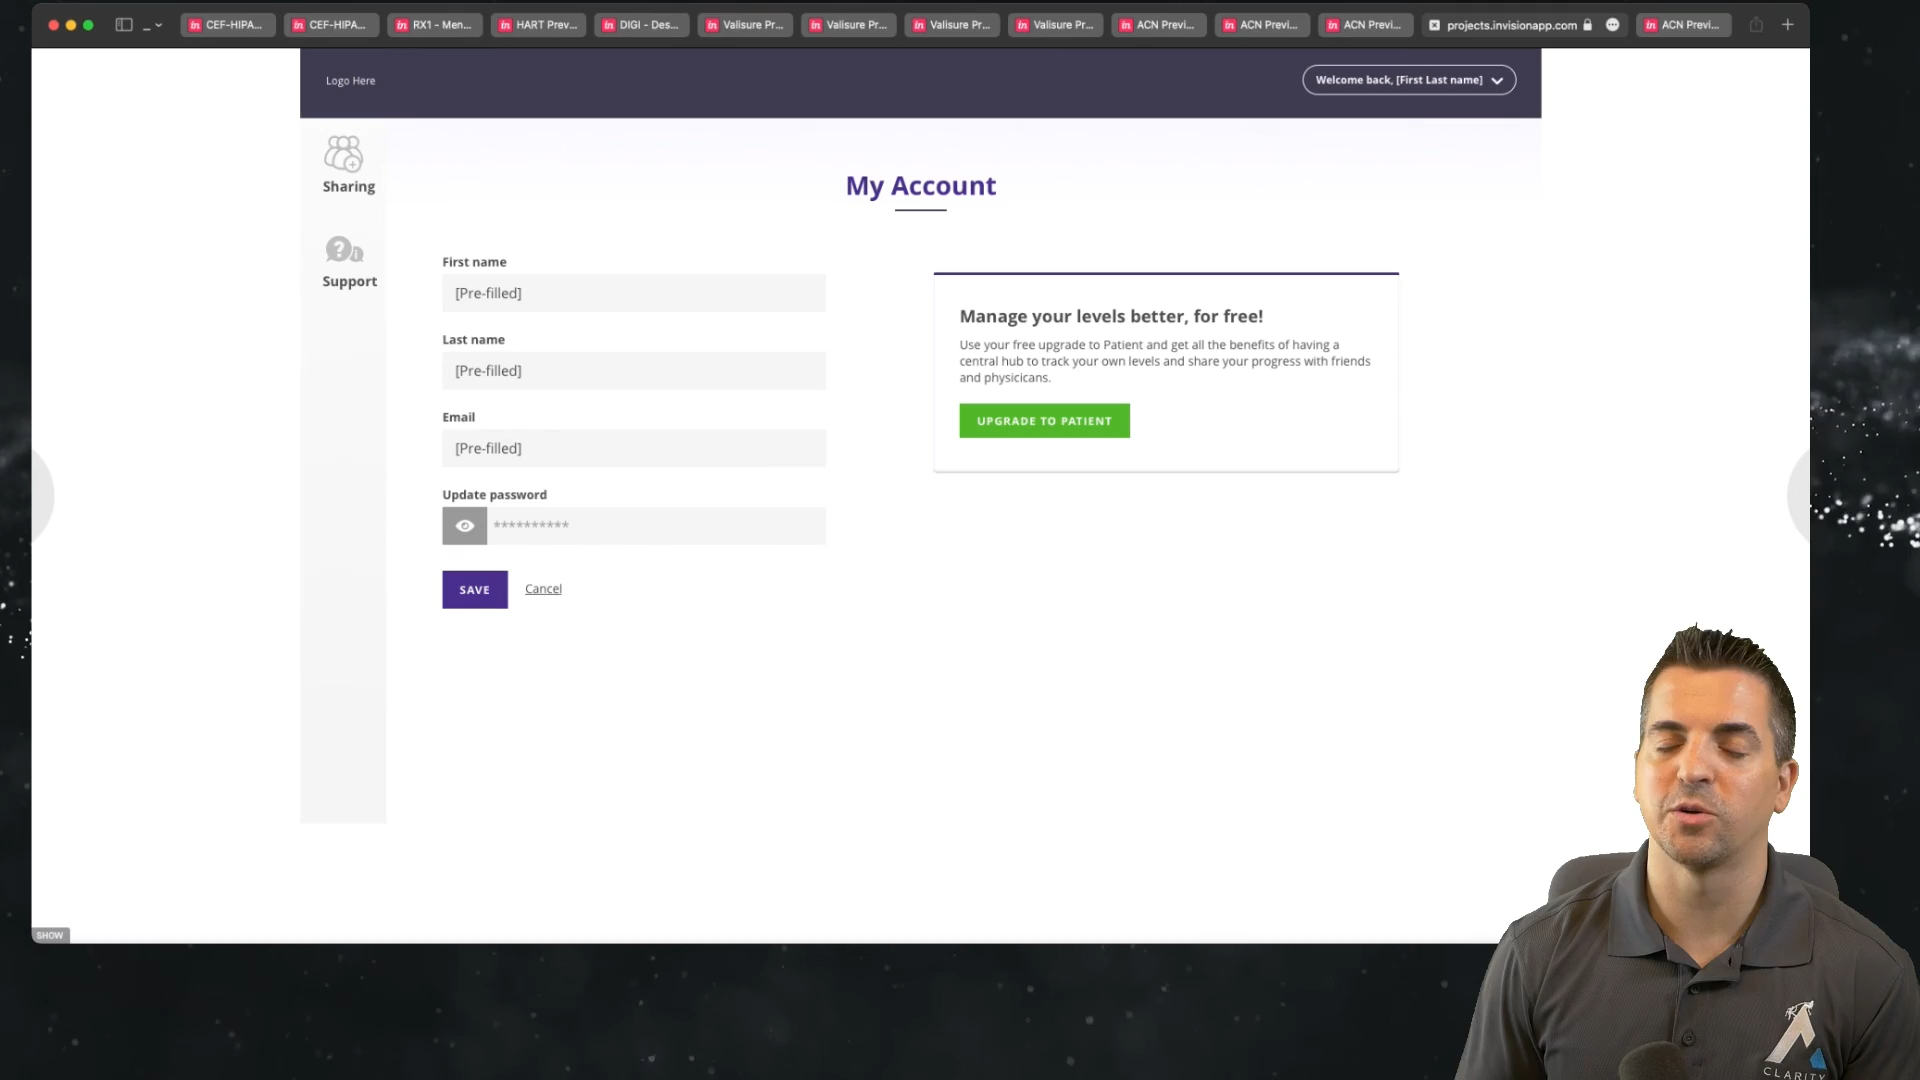 CEF-HIPA...
CEF-HIPA...
RX1 - Men...
HART Prev...
DIGI - Des...
Valisure Pr...
Valisure Pr...
Valisure Pr...
Valisure Pr...
ACN Previ...
ACN Previ...
ACN Previ...
projects.invisionapp.com
ACN Previ...
Logo Here
Welcome back, [First Last name]
Sharing
Support
My Account
First name
[Pre-filled]
Last name
[Pre-filled]
Email
[Pre-filled]
Update password
**********
SAVE
Cancel
Manage your levels better, for free!
Use your free upgrade to Patient and get all the benefits of having a
central hub to track your own levels and share your progress with friends
and physicicans.
UPGRADE TO PATIENT
SHOW
CLARITY